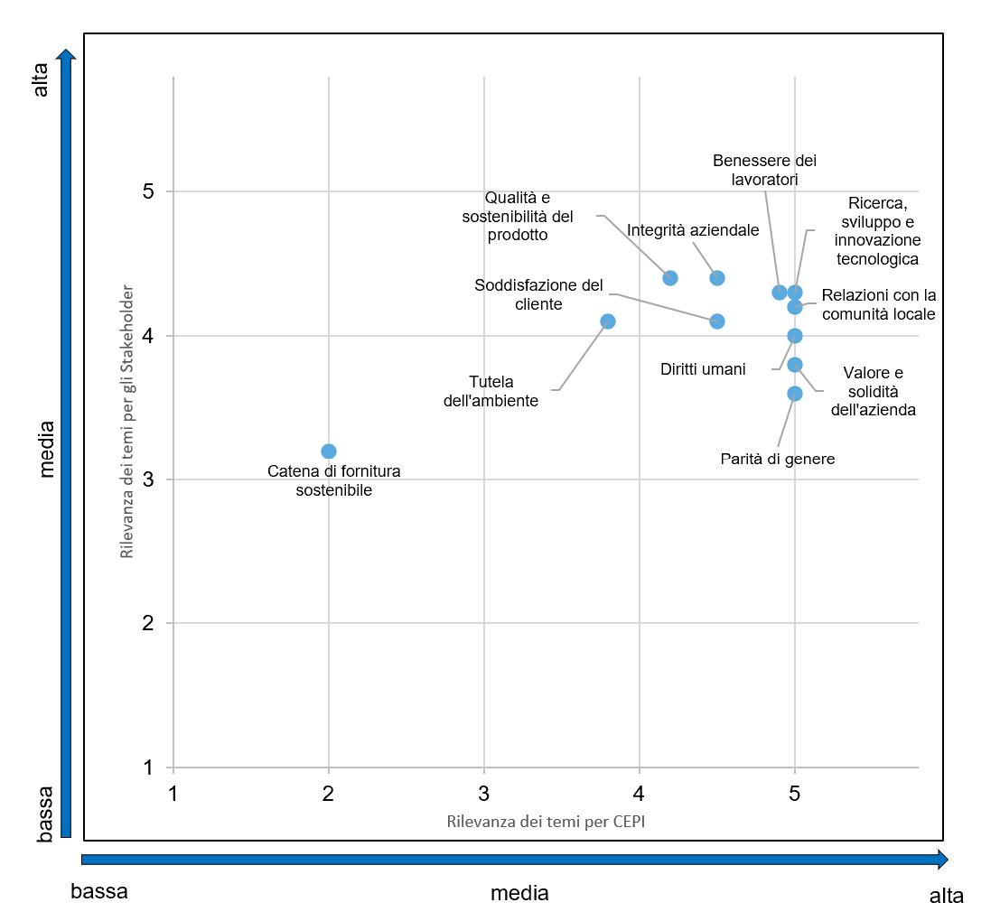 alta
media
bassa
Rilevanza dei temi per gli Stakeholder
5
4
3
2
1
Benessere dei
lavoratori
Qualità e
sostenibilità del
prodotto
Integrità aziendale
Ricerca,
sviluppo e
innovazione
tecnologica
Soddisfazione del
cliente
Relazioni con la
comunità locale
Tutela
dell'ambiente
Diritti umani
Valore e
solidità
dell'azienda
Parità di genere
Catena di fornitura
sostenibile
1
2
3
4
5
Rilevanza dei temi per CEPI
bassa
media
alta